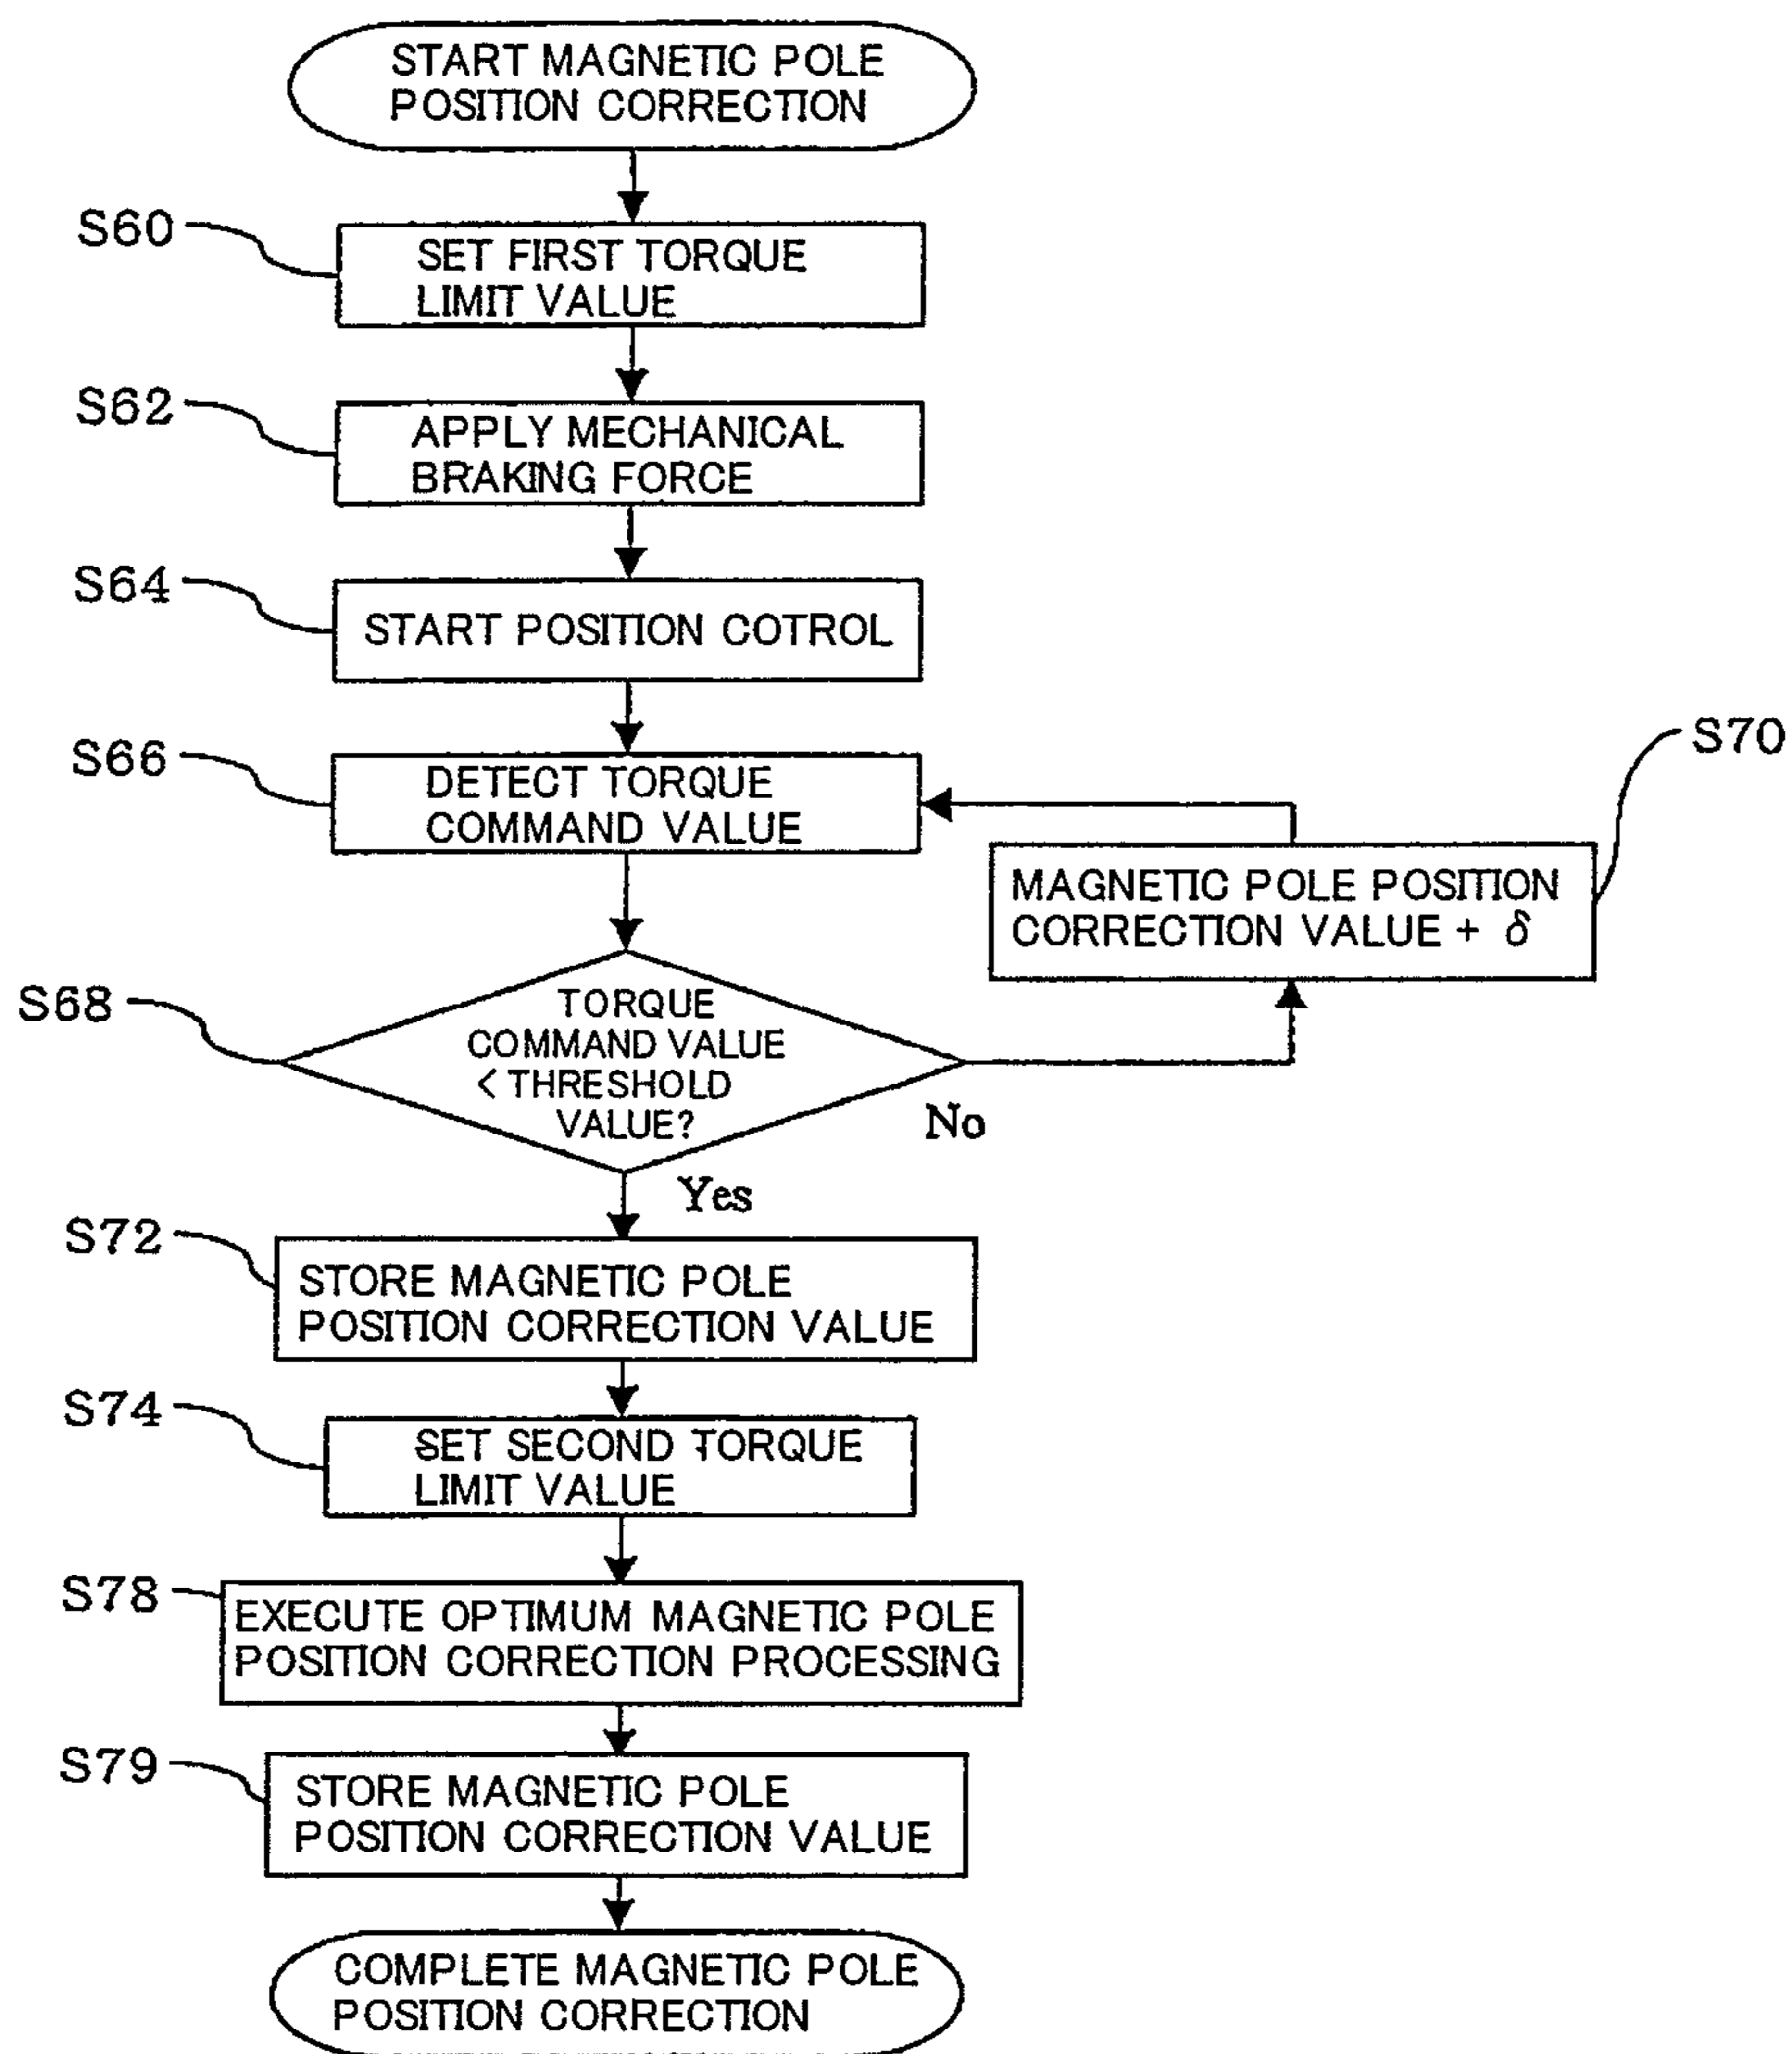 START MAGNETIC POLE
POSITION CORRECTION
S60
SET FIRST TORQUE
LIMIT VALUE
S62
APPLY MECHANICAL
BRAKING FORCE
S64
START POSITION COTROL
S66
DETECT TORQUE
COMMAND VALUE
S70
MAGNETIC POLE POSITION
CORRECTION VALUE + δ
S68
TORQUE
COMMAND VALUE
< THRESHOLD
VALUE?
No
Yes
S72
STORE MAGNETIC POLE
POSITION CORRECTION VALUE
S74
SET SECOND TORQUE
LIMIT VALUE
S78
EXECUTE OPTIMUM MAGNETIC POLE
POSITION CORRECTION PROCESSING
S79
STORE MAGNETIC POLE
POSITION CORRECTION VALUE
COMPLETE MAGNETIC POLE
POSITION CORRECTION